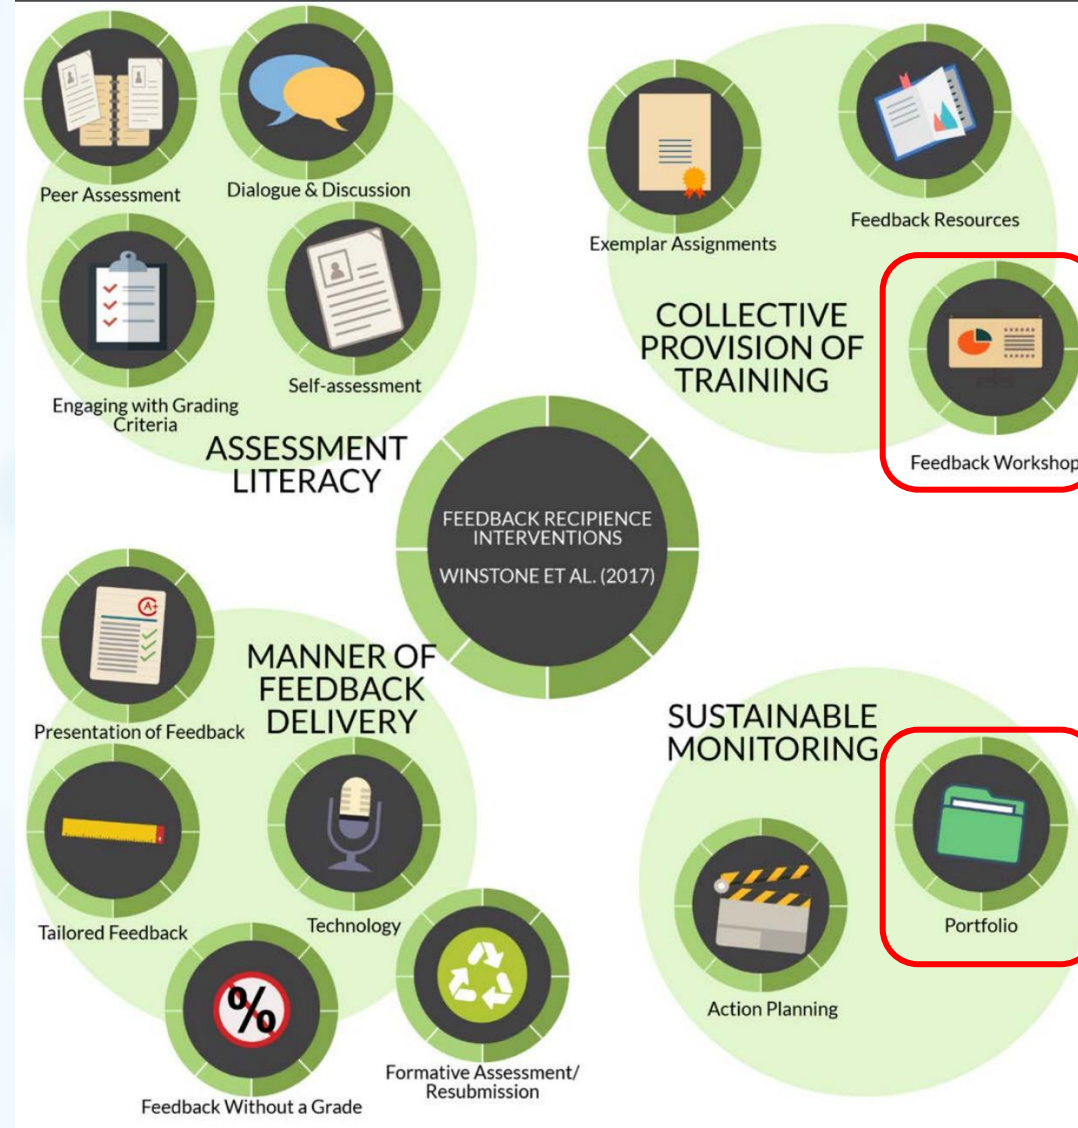 Peer Assessment
Dialogue & Discussion
Engaging with Grading
Criteria
Self-assessment
ASSESSMENT
LITERACY
Exemplar Assignments
Feedback Resources
COLLECTIVE
PROVISION OF
TRAINING
Feedback Workshop
FEEDBACK RECIPIENCE
INTERVENTIONS
WINSTONE ET AL. (2017)
A+
Presentation of Feedback
MANNER OF
FEEDBACK
DELIVERY
Tailored Feedback
Technology
%
Feedback Without a Grade
Formative Assessment/
Resubmission
SUSTAINABLE
MONITORING
Action Planning
Portfolio